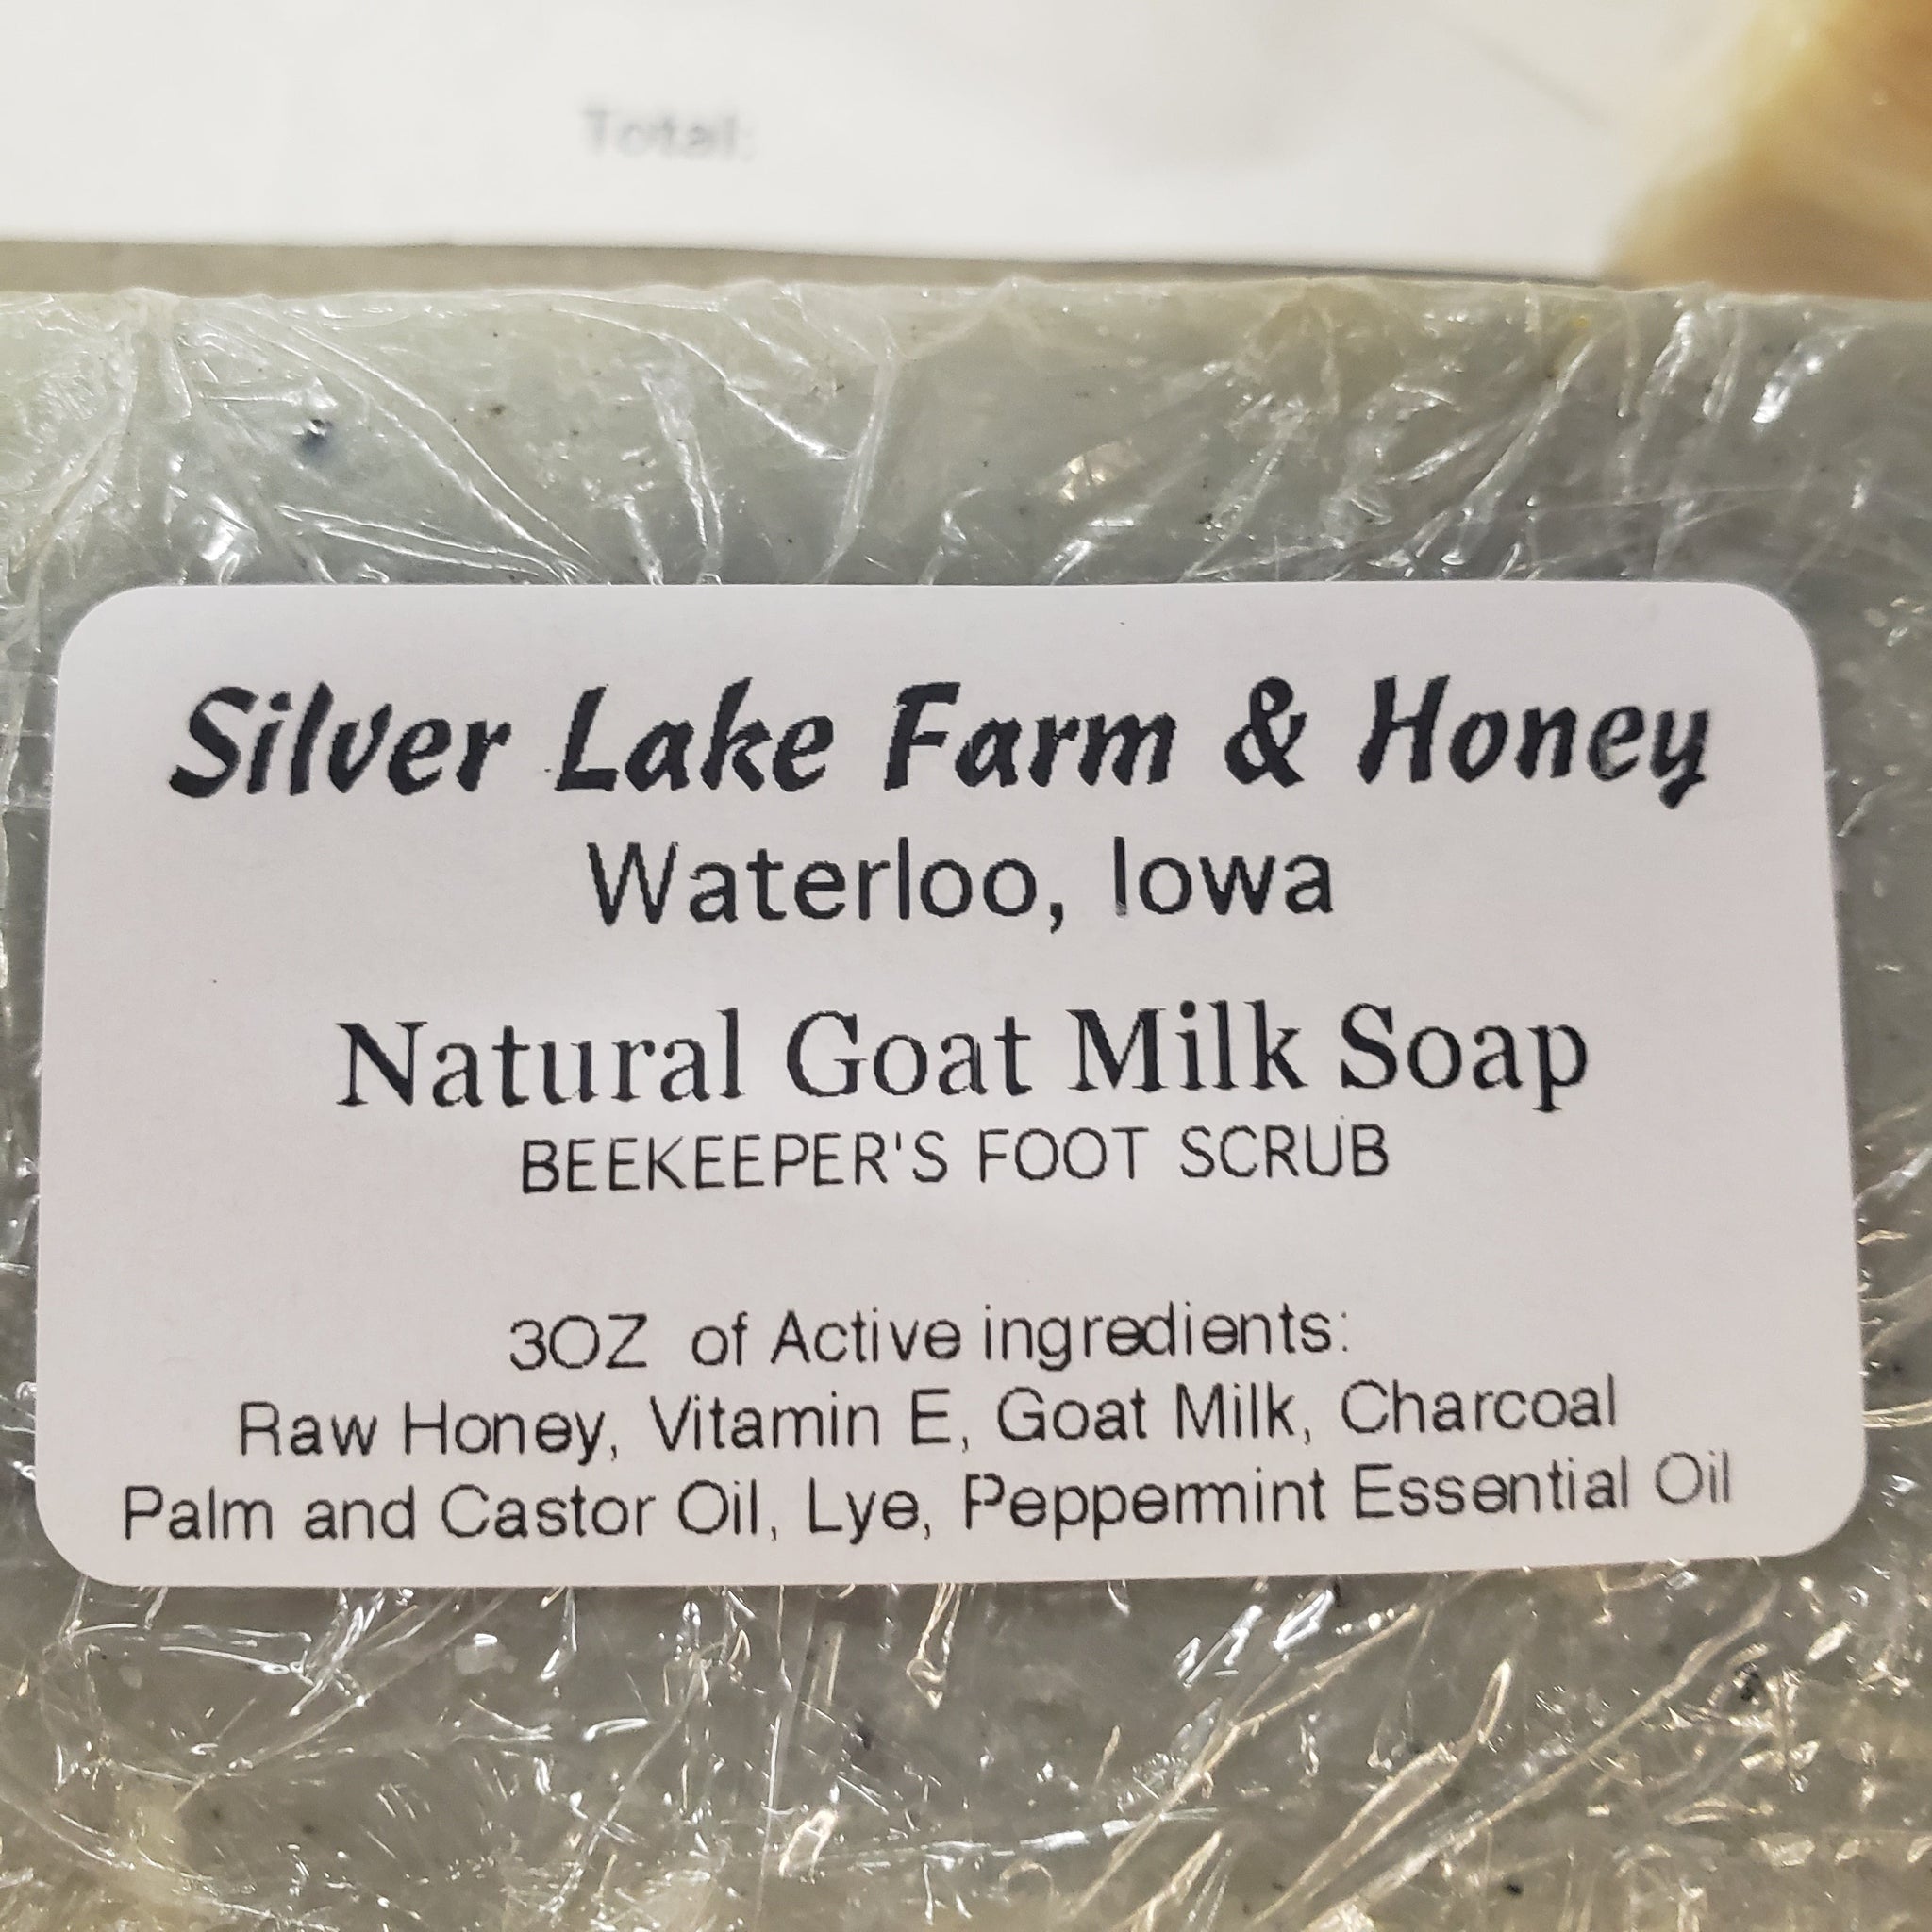 Total:
Silver Lake Farm & Honey
Waterloo, Iowa
Natural Goat Milk Soap
BEEKEEPER'S FOOT SCRUB
3OZ of Active ingredients:
Raw Honey, Vitamin E, Goat Milk, Charcoal
Palm and Castor Oil, Lye, Peppermint Essential Oil